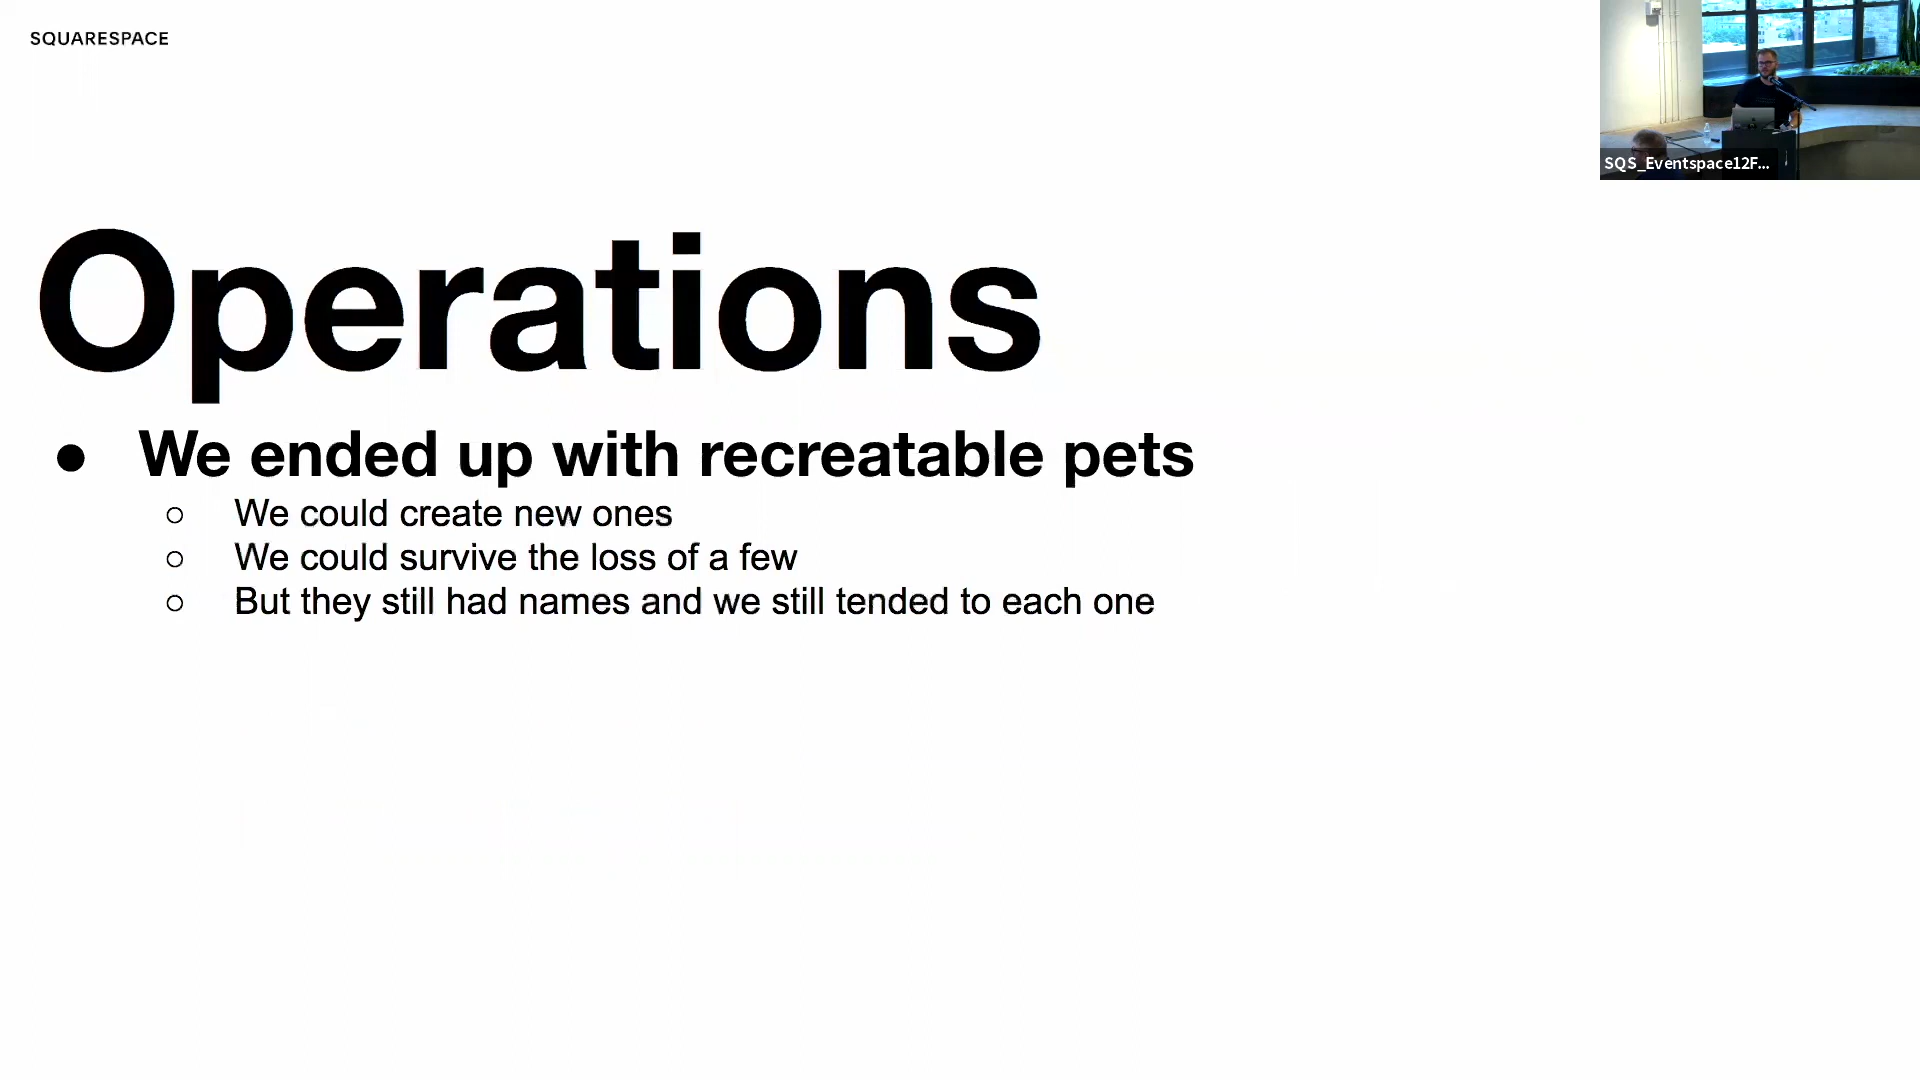 SQUARESPACE
SQS_Eventspace12F...
Operations
● We ended up with recreatable pets
○ We could create new ones
○ We could survive the loss of a few
○ But they still had names and we still tended to each one